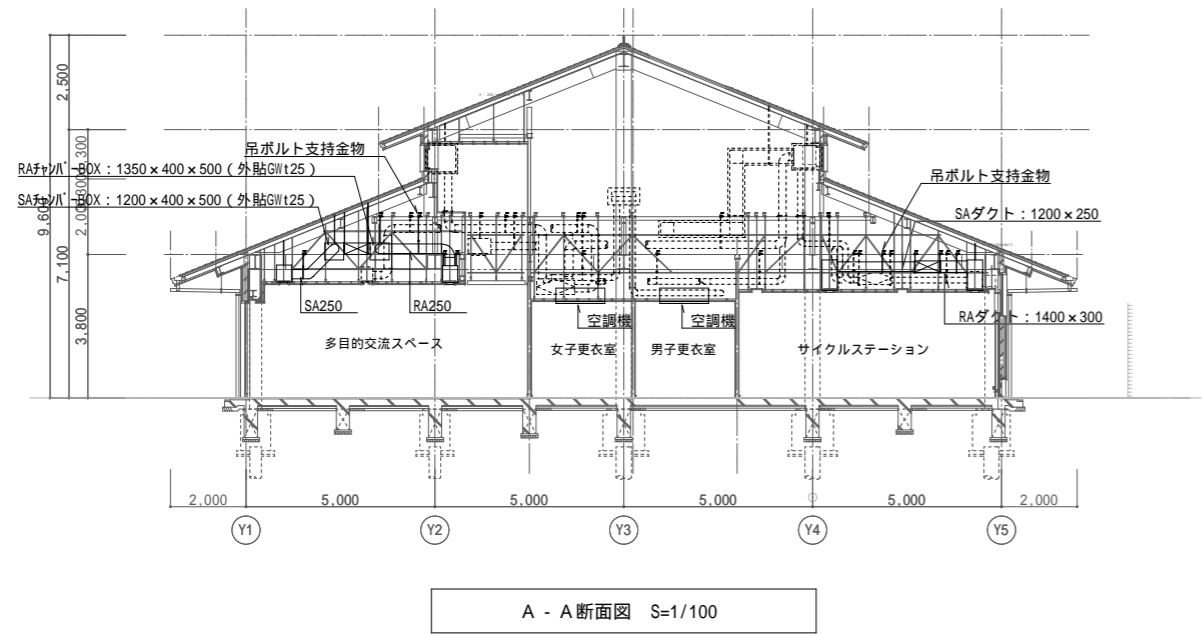 2,500
300
吊ボルト支持金物
RAﾁｬﾝﾊﾞｰBOX：1350×400×500（外貼GWt25）
吊ボルト支持金物
SAﾁｬﾝﾊﾞｰBOX：1200×400×500（外貼GWt25）
SAダクト：1200×250
7,100
SA250
RA250
RAダクト：1400×300
空調機
空調機
3,800
多目的交流スペース
女子更衣室
男子更衣室
サイクルステーション
2,000
5,000
5,000
5,000
5,000
2,000
Y1
Y2
Y3
Y4
Y5
A - A断面図 S=1/100